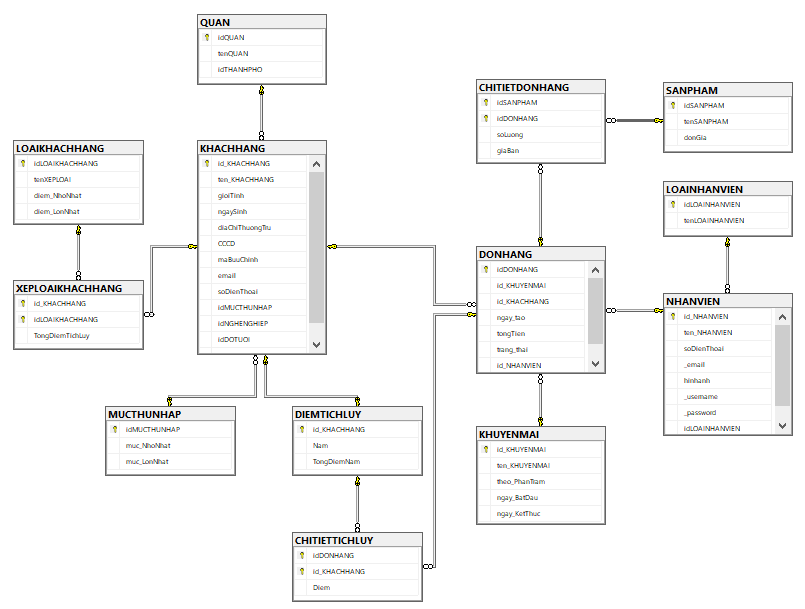 QUAN
idQUAN
tenQUAN
idTHANHPHO
LOAIKHACHHANG
idLOAIKHACHHANG
tenXEPLOAI
diem_NhoNhat
diem_LonNhat
XEPLOAIKHACHHANG
id_KHACHHANG
idLOAIKHACHHANG
TongDiemTichLuy
KHACHHANG
id_KHACHHANG
ten_KHACHHANG
gioiTinh
ngaySinh
diaChiThuongTru
CCCD
maBuuChinh
email
soDienThoai
idMUCTHUNHAP
idNGHENGHIEP
idDOTUOI
MUCTHUNHAP
idMUCTHUNHAP
muc_NhoNhat
muc_LonNhat
DIEMTICHLUY
id_KHACHHANG
Nam
TongDiemNam
CHITIETTICHLUY
idDONHANG
id_KHACHHANG
Diem
CHITIETDONHANG
idSANPHAM
idDONHANG
soLuong
giaBan
DONHANG
idDONHANG
id_KHUYENMAI
id_KHACHHANG
ngay_tao
tongTien
trang_thai
id_NHANVIEN
KHUYENMAI
id_KHUYENMAI
ten_KHUYENMAI
theo_PhanTram
ngay_BatDau
ngay_KetThuc
SANPHAM
idSANPHAM
tenSANPHAM
donGia
LOAINHANVIEN
idLOAINHANVIEN
tenLOAINHANVIEN
NHANVIEN
id_NHANVIEN
ten_NHANVIEN
soDienThoai
_email
hinhanh
_username
_password
idLOAINHANVIEN